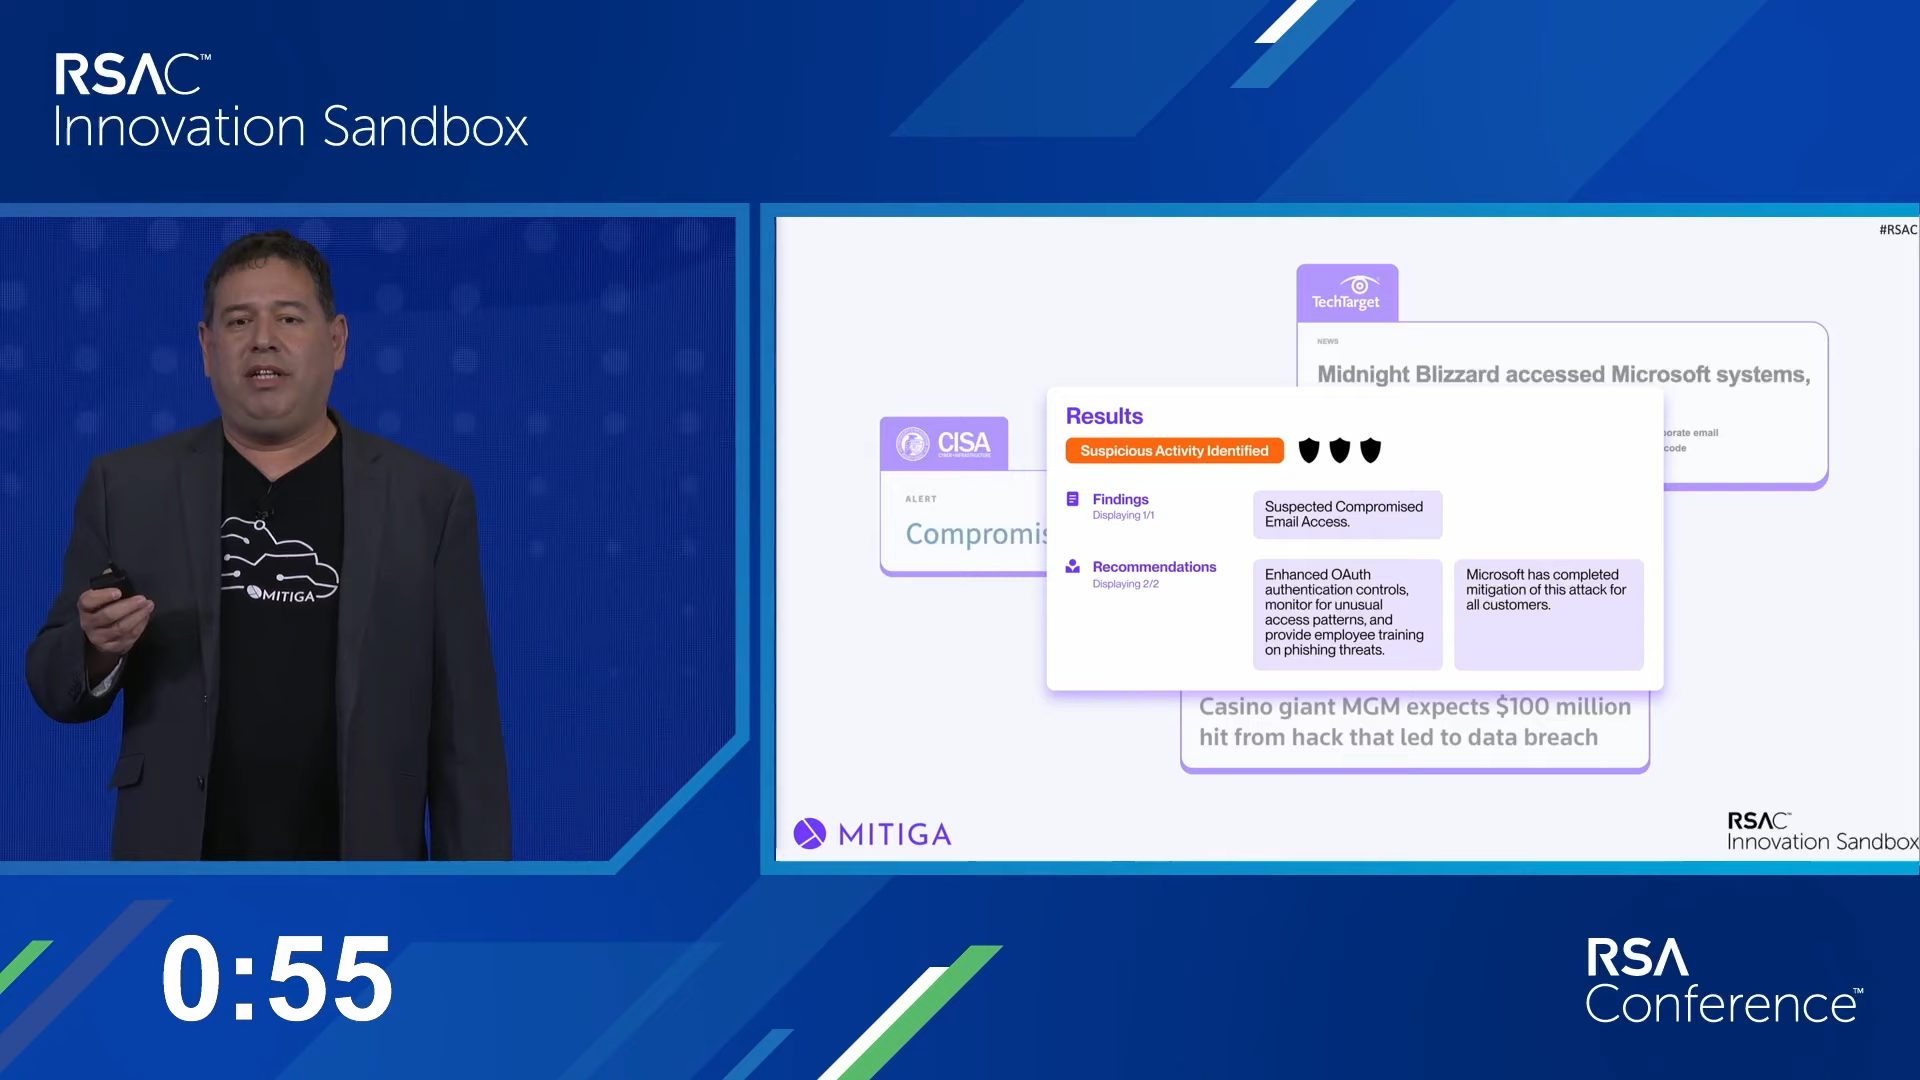 RSAC™
Innovation Sandbox
MITIGA
#RSAC
TechTarget
NEWS
Midnight Blizzard accessed Microsoft systems,
orate email
code
CISA
ALERT
Compromis
Results
Suspicious Activity Identified
Findings
Displaying 1/1
Suspected Compromised
Email Access.
Recommendations
Displaying 2/2
Enhanced OAuth
authentication controls,
monitor for unusual
access patterns, and
provide employee training
on phishing threats.
Microsoft has completed
mitigation of this attack for
all customers.
Casino giant MGM expects $100 million
hit from hack that led to data breach
MITIGA
RSAC™
Innovation Sandbox
0:55
RSA
Conference™